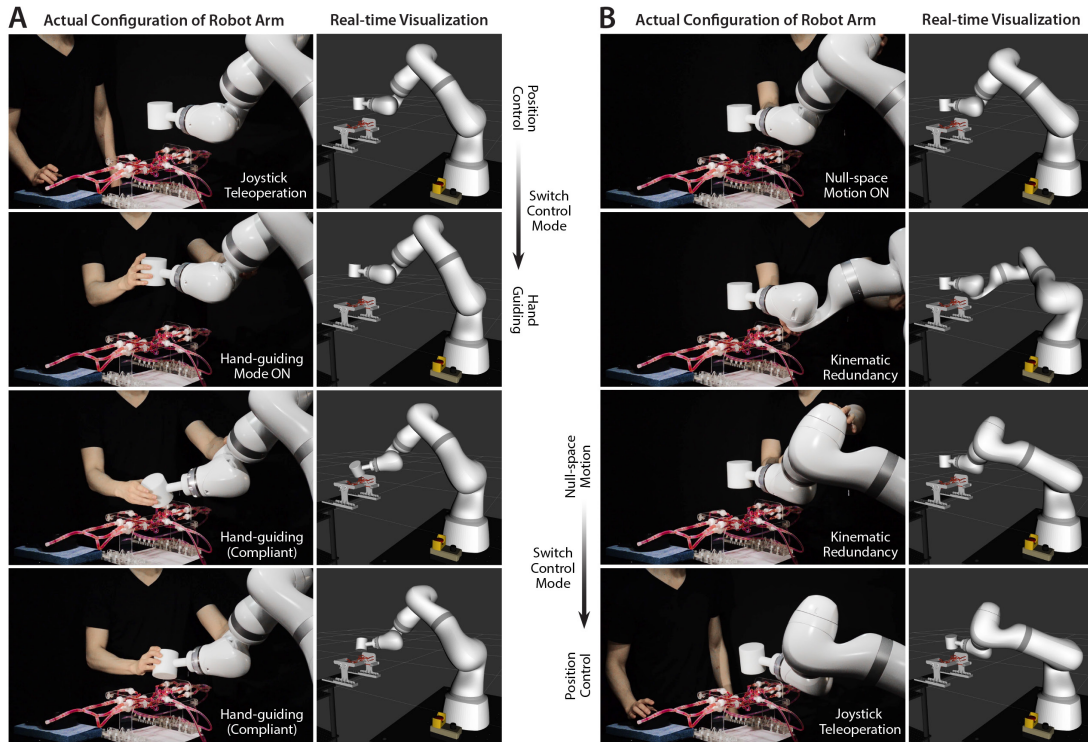 A
Actual Configuration of Robot Arm
Real-time Visualization
Joystick
Teleoperation
Hand-guiding
Mode ON
Hand-guiding
(Compliant)
Hand-guiding
(Compliant)
Position
Control
Switch
Control
Mode
Hand
Guiding
B
Actual Configuration of Robot Arm
Real-time Visualization
Null-space
Motion ON
Kinematic
Redundancy
Kinematic
Redundancy
Joystick
Teleoperation
Null-space
Motion
Switch
Control
Mode
Position
Control